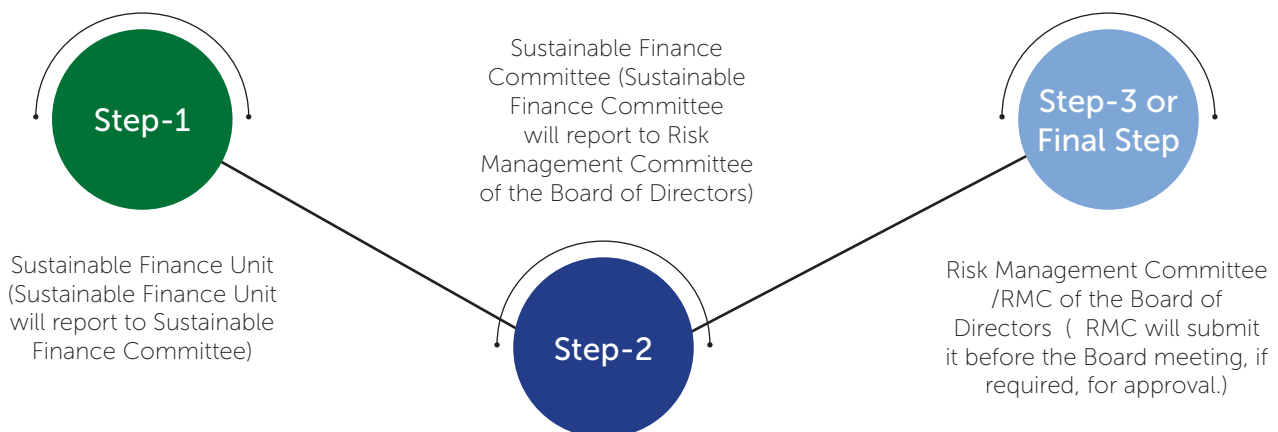 Step-1
Sustainable Finance Unit
(Sustainable Finance Unit
will report to Sustainable
Finance Committee)
Sustainable Finance
Committee (Sustainable
Finance Committee
will report to Risk
Management Committee
of the Board of Directors)
Step-2
Step-3 or
Final Step
Risk Management Committee
/RMC of the Board of
Directors ( RMC will submit
it before the Board meeting, if
required, for approval.)